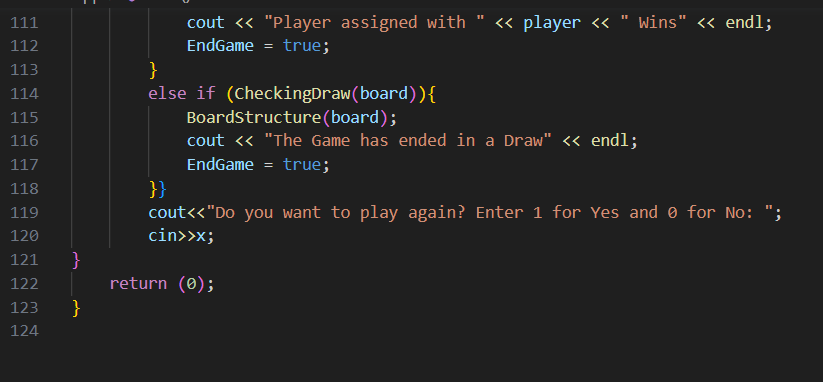 111 cout << "Player assigned with " << player << " Wins" << endl;
112 EndGame = true;
113 }
114 else if (CheckingDraw(board)){
115 BoardStructure(board);
116 cout << "The Game has ended in a Draw" << endl;
117 EndGame = true;
118 }}
119 cout<<"Do you want to play again? Enter 1 for Yes and 0 for No: ";
120 cin>>x;
121 }
122 return (0);
123 }
124